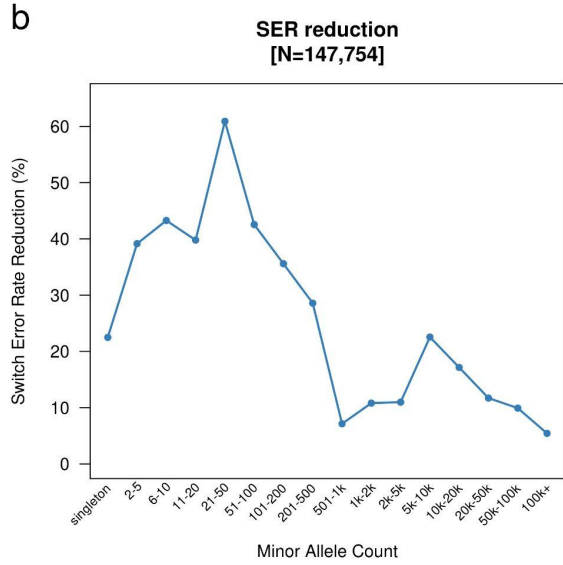 b
SER reduction
[N=147,754]
Switch Error Rate Reduction (%)
60
50
40
30
20
10
0
singleton
2-5
6-10
11-20
21-50
51-100
101-200
201-500
501-1k
1k-2k
2k-5k
5k-10k
10k-20k
20k-50k
50k-100k
100k+
Minor Allele Count